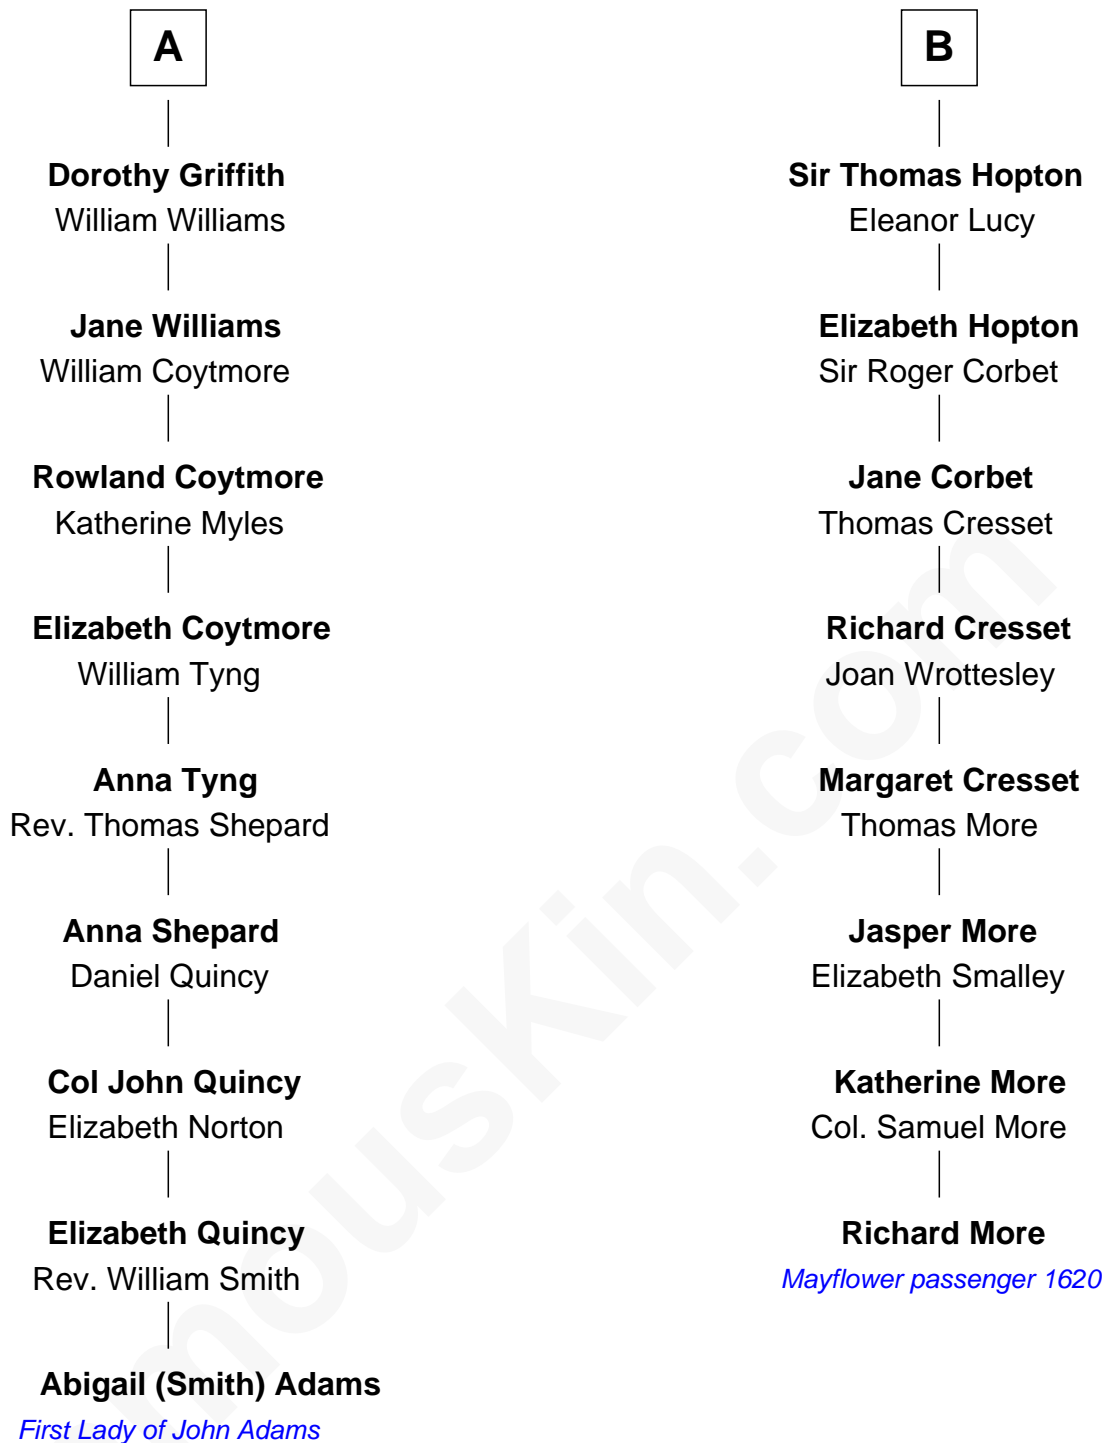 A
Dorothy Griffith
William Williams
Jane Williams
William Coytmore
Rowland Coytmore
Katherine Myles
Elizabeth Coytmore
William Tyng
Anna Tyng
Rev. Thomas Shepard
Anna Shepard
Daniel Quincy
Col John Quincy
Elizabeth Norton
Elizabeth Quincy
Rev. William Smith
Abigail (Smith) Adams
First Lady of John Adams
B
Sir Thomas Hopton
Eleanor Lucy
Elizabeth Hopton
Sir Roger Corbet
Jane Corbet
Thomas Cresset
Richard Cresset
Joan Wrottesley
Margaret Cresset
Thomas More
Jasper More
Elizabeth Smalley
Katherine More
Col. Samuel More
Richard More
Mayflower passenger 1620
mousKin.com